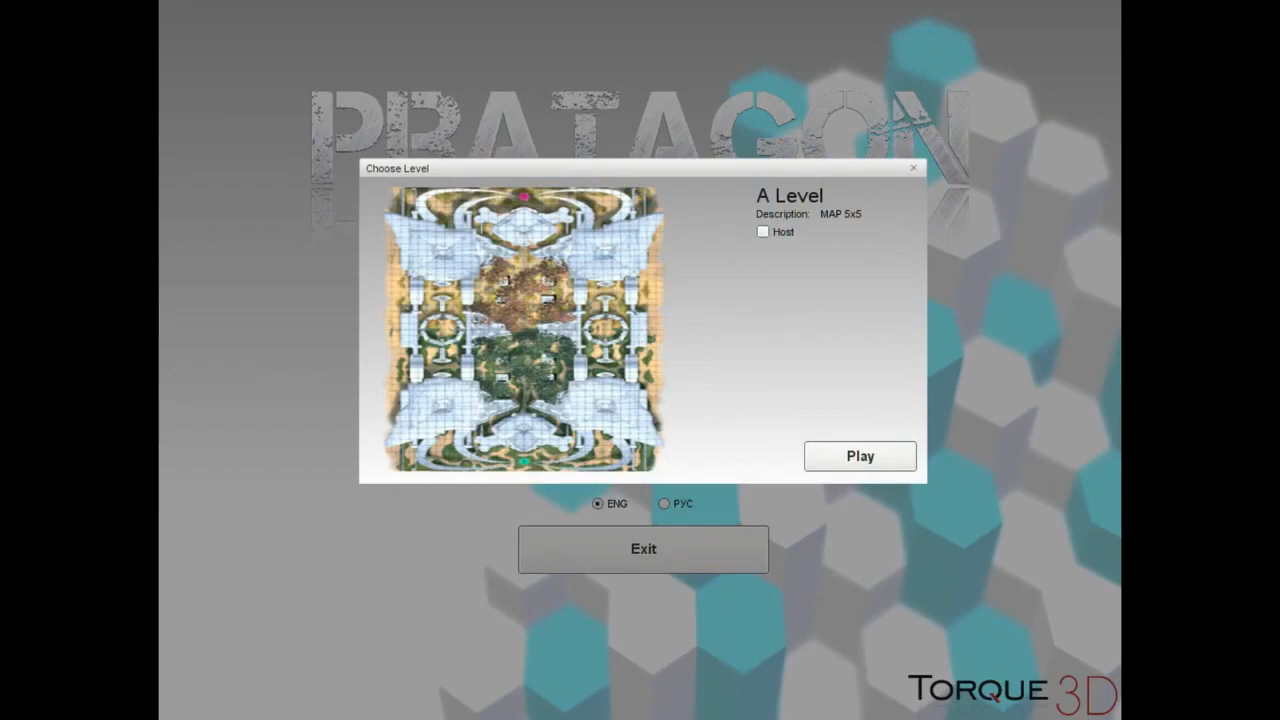 PRATAGON
Choose Level
A Level
Description: MAP 5x5
Host
Play
ENG РУС
Exit
TORQUE 3D